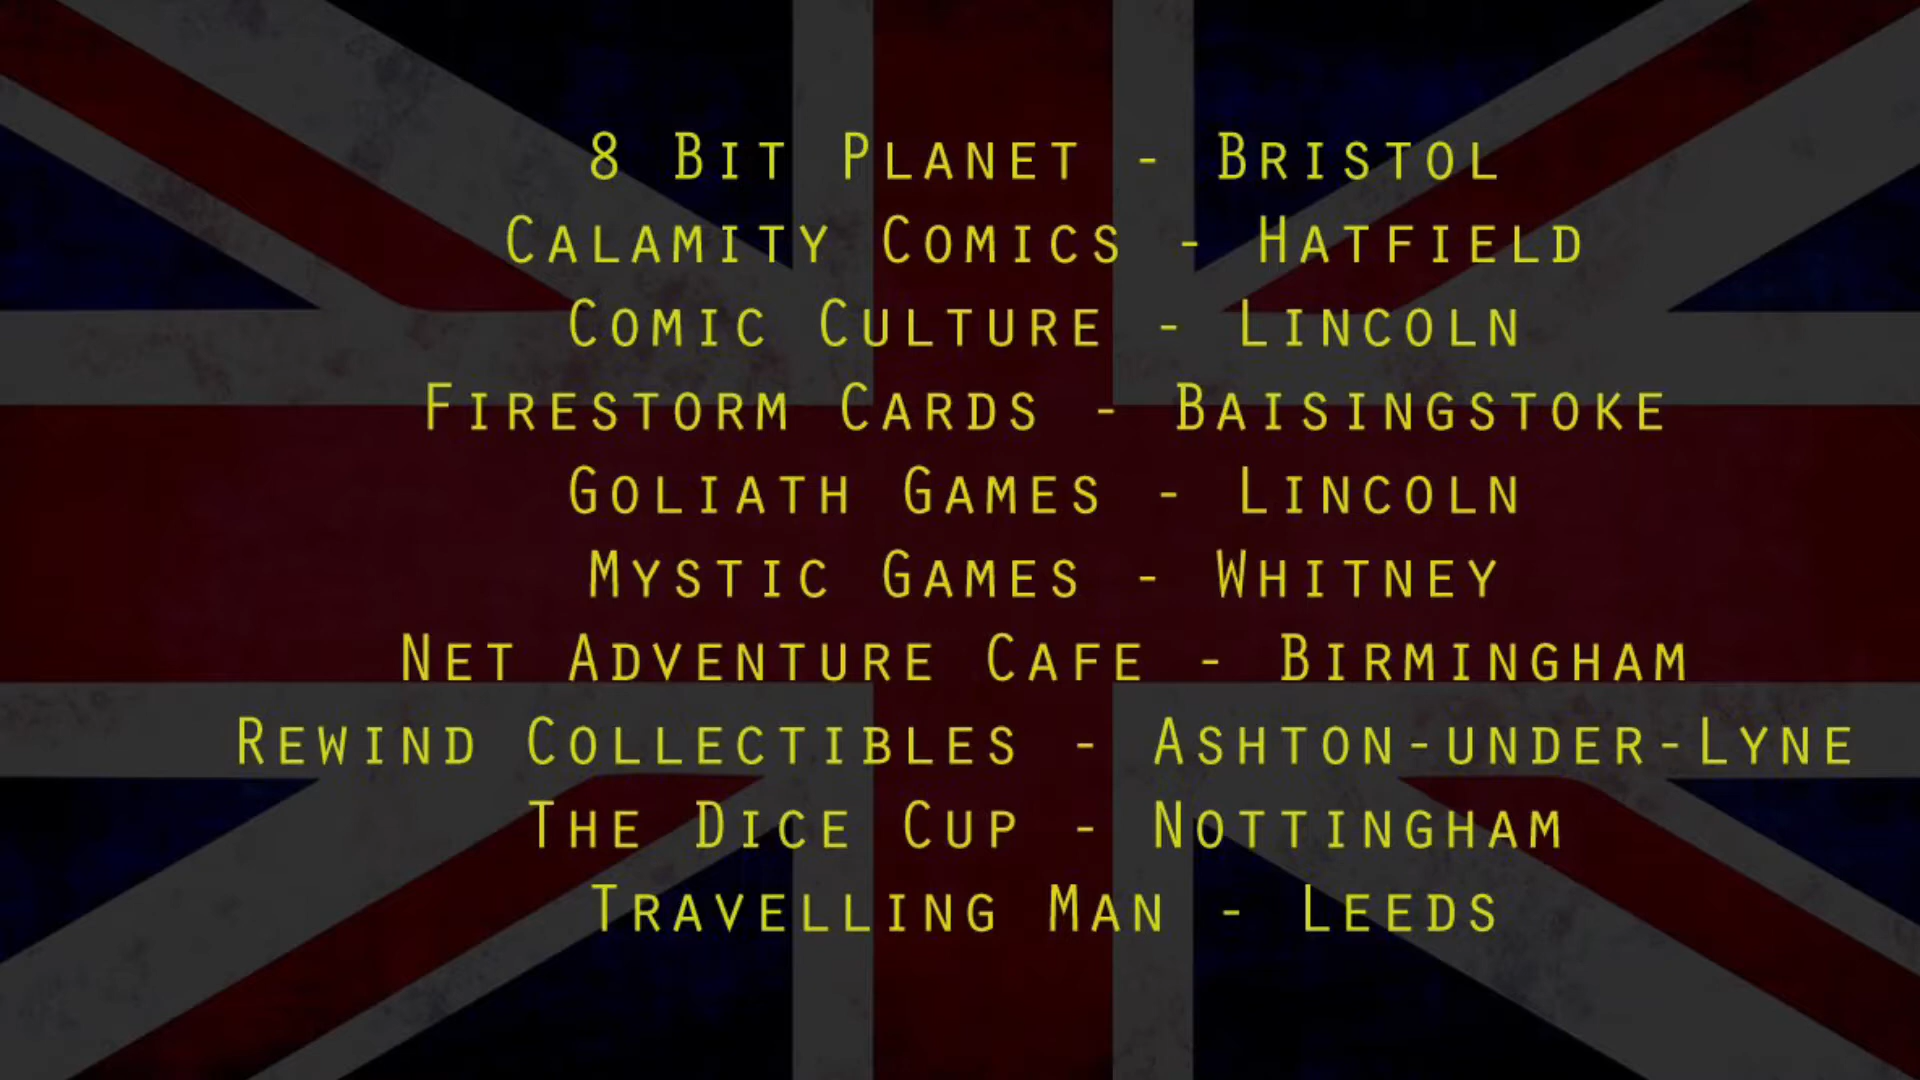 8 Bit Planet - Bristol
Calamity Comics - Hatfield
Comic Culture - Lincoln
Firestorm Cards - Baisingstoke
Goliath Games - Lincoln
Mystic Games - Whitney
Net Adventure Cafe - Birmingham
Rewind Collectibles - Ashton-under-Lyne
The Dice Cup - Nottingham
Travelling Man - Leeds